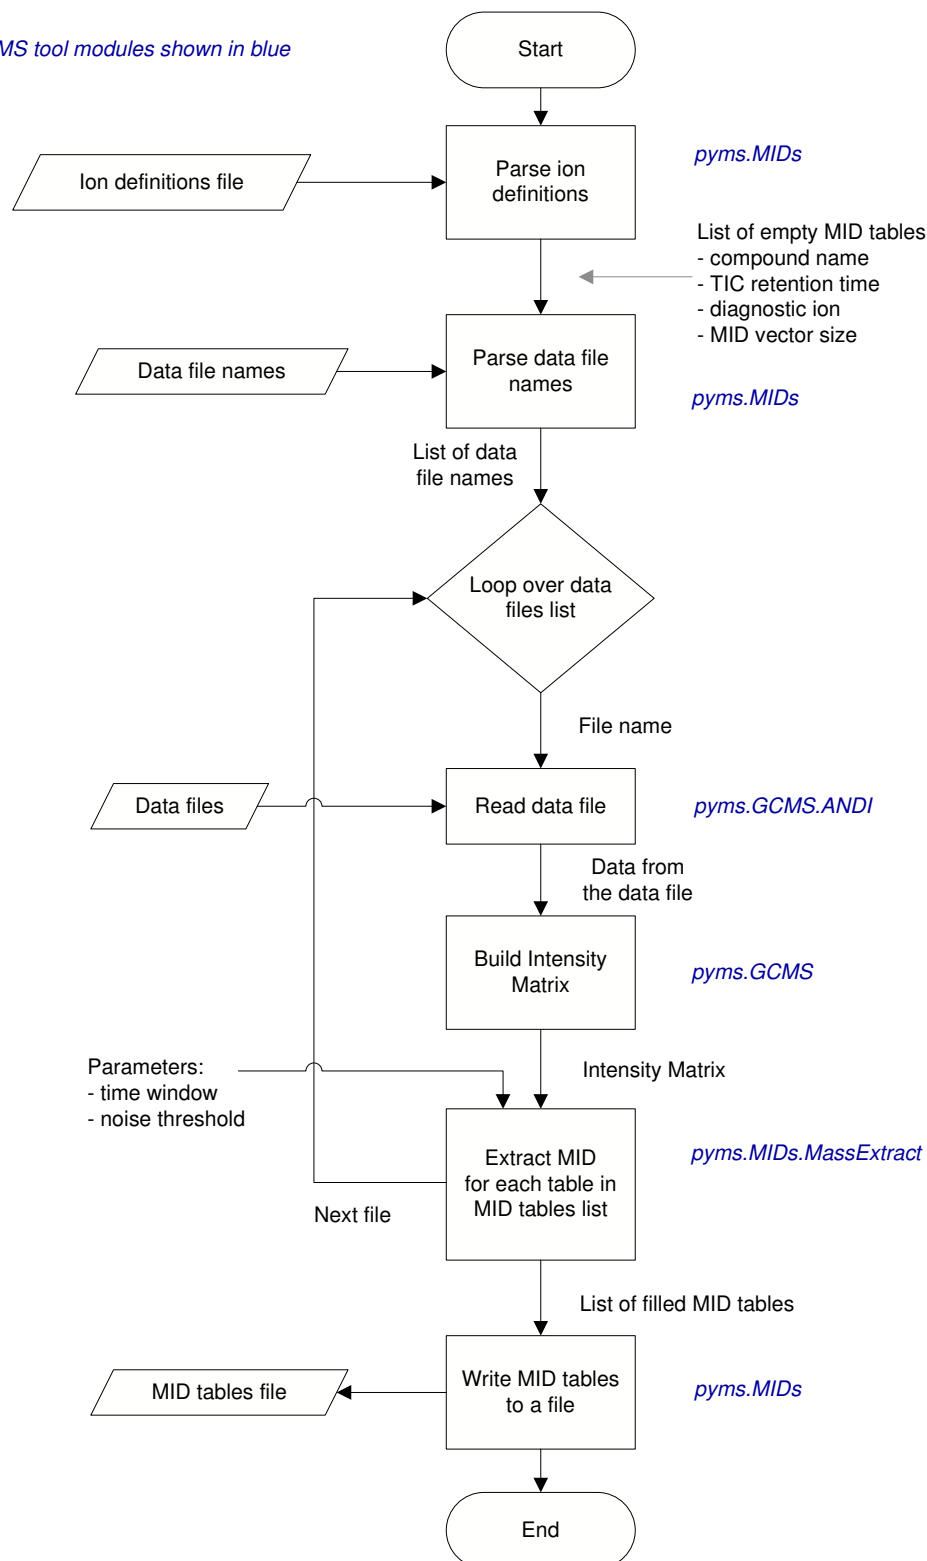 MS tool modules shown in blue
Start
pyms.MIDs
Ion definitions file
Parse ion
definitions
List of empty MID tables
- compound name
- TIC retention time
- diagnostic ion
- MID vector size
Data file names
Parse data file
names
pyms.MIDs
List of data
file names
Loop over data
files list
File name
Data files
Read data file
pyms.GCMS.ANDI
Data from
the data file
Build Intensity
Matrix
pyms.GCMS
Parameters:
- time window
- noise threshold
Intensity Matrix
Extract MID
for each table in
MID tables list
pyms.MIDs.MassExtract
Next file
List of filled MID tables
MID tables file
Write MID tables
to a file
pyms.MIDs
End